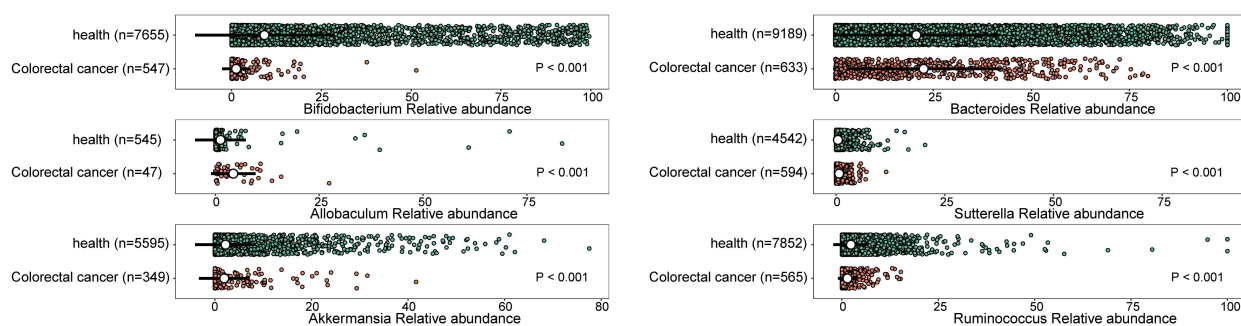 health (n=7655)
Colorectal cancer (n=547)
P < 0.001
0 25 50 75 100
Bifidobacterium Relative abundance
health (n=545)
Colorectal cancer (n=47)
P < 0.001
0 25 50 75
Allobaculum Relative abundance
health (n=5595)
Colorectal cancer (n=349)
P < 0.001
0 20 40 60 80
Akkermansia Relative abundance
health (n=9189)
Colorectal cancer (n=633)
P < 0.001
0 25 50 75 100
Bacteroides Relative abundance
health (n=4542)
Colorectal cancer (n=594)
P < 0.001
0 25 50 75
Sutterella Relative abundance
health (n=7852)
Colorectal cancer (n=565)
P < 0.001
0 25 50 75 100
Ruminococcus Relative abundance